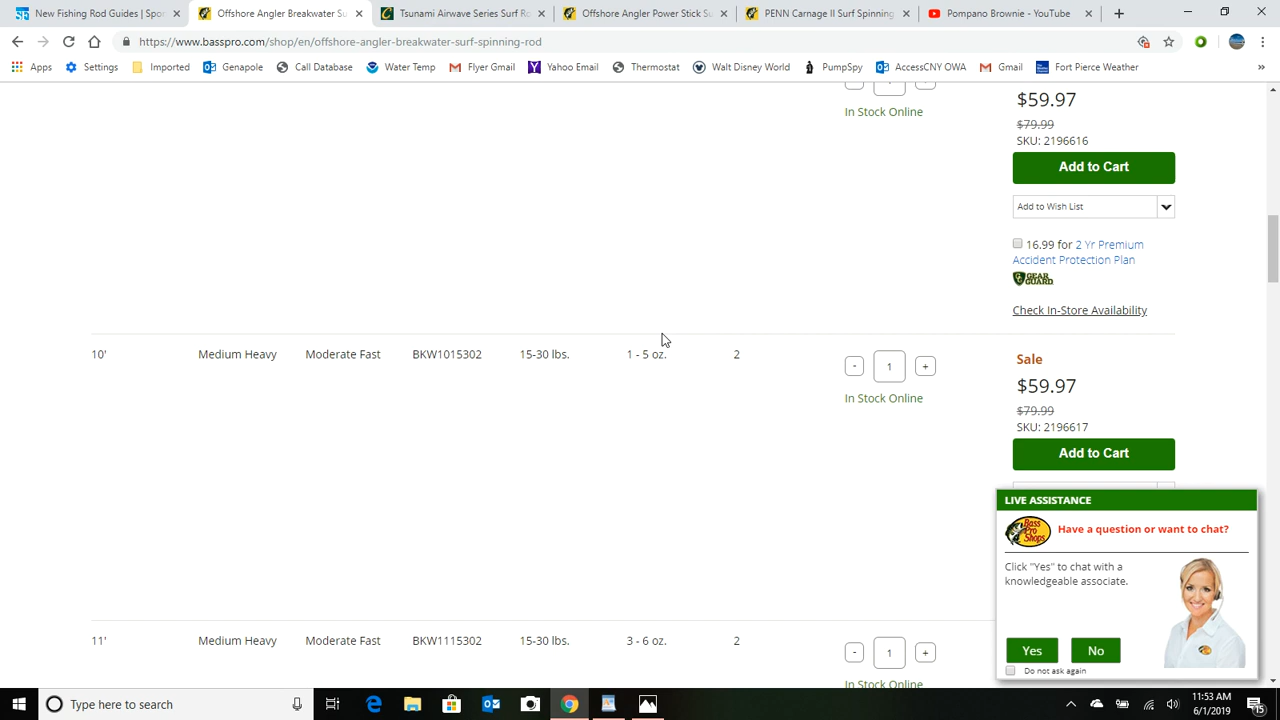 New Fishing Rod Guides | Spo
Offshore Angler Breakwater Su
Tsunami Airwave Series Surf Ro
Offshore Angler Power Stick Su
PENN Carnage II Surf Spinning
Pompano Brownie - YouTube
https://www.basspro.com/shop/en/offshore-angler-breakwater-surf-spinning-rod
Apps Settings Imported Genapole Call Database Water Temp Flyer Gmail Yahoo Email Thermostat Walt Disney World PumpSpy AccessCNY OWA Gmail Fort Pierce Weather »
$59.97
In Stock Online
$79.99
SKU: 2196616
Add to Cart
Add to Wish List
16.99 for 2 Yr Premium
Accident Protection Plan
GEAR
GUARD
Check In-Store Availability
10' Medium Heavy Moderate Fast BKW1015302 15-30 lbs. 1 - 5 oz. 2 - 1 + Sale
$59.97
In Stock Online
$79.99
SKU: 2196617
Add to Cart
LIVE ASSISTANCE
Bass
Pro
Shops
Have a question or want to chat?
Click "Yes" to chat with a
knowledgeable associate.
11' Medium Heavy Moderate Fast BKW1115302 15-30 lbs. 3 - 6 oz. 2 - 1 +
Yes No
Do not ask again
In Stock Online
Type here to search
11:53 AM
6/1/2019
15